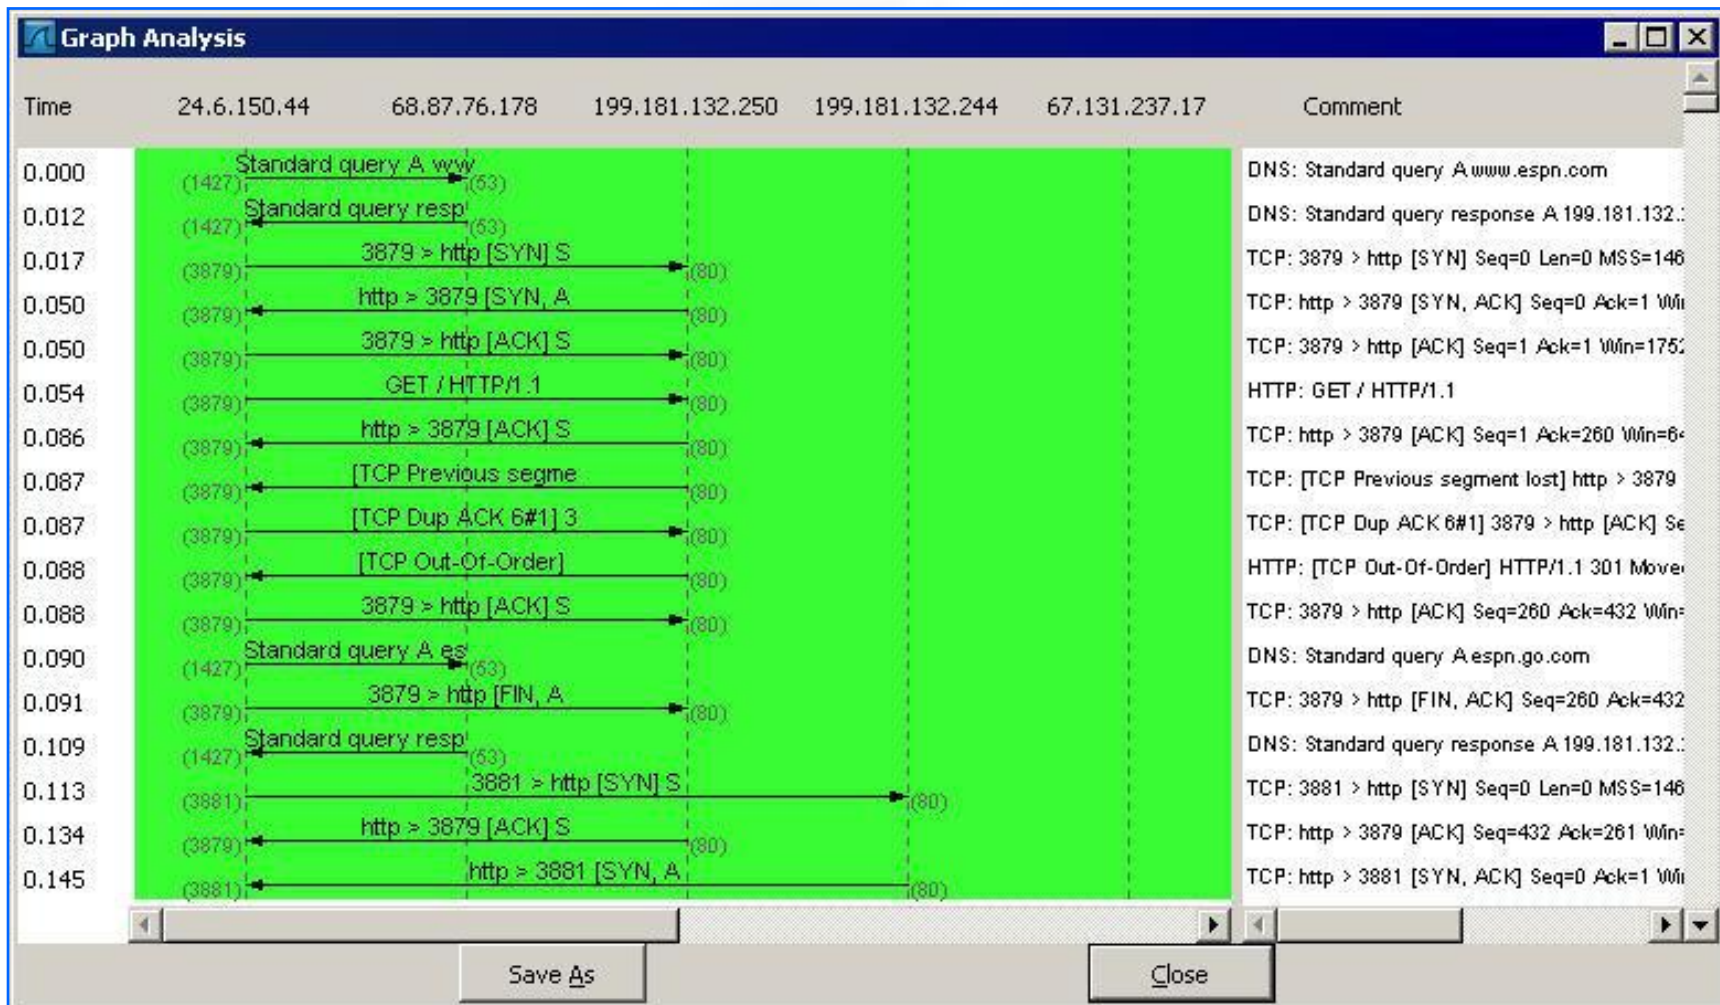 Graph Analysis
Time 24.6.150.44 68.87.76.178 199.181.132.250 199.181.132.244 67.131.237.17 Comment
0.000 Standard query A ww (1427) (53) DNS: Standard query A www.espn.com
0.012 Standard query resp (1427) (53) DNS: Standard query response A 199.181.132.
0.017 3879 > http [SYN] S (3879) (80) TCP: 3879 > http [SYN] Seq=0 Len=0 MSS=146
0.050 http > 3879 [SYN, A (3879) (80) TCP: http > 3879 [SYN, ACK] Seq=0 Ack=1 Wi
0.050 3879 > http [ACK] S (3879) (80) TCP: 3879 > http [ACK] Seq=1 Ack=1 Win=1752
0.054 GET / HTTP/1.1 (3879) (80) HTTP: GET / HTTP/1.1
0.086 http > 3879 [ACK] S (3879) (80) TCP: http > 3879 [ACK] Seq=1 Ack=260 Win=64
0.087 [TCP Previous segme (3879) (80) TCP: [TCP Previous segment lost] http > 3879
0.087 [TCP Dup ACK 6#1] 3 (3879) (80) TCP: [TCP Dup ACK 6#1] 3879 > http [ACK] Se
0.088 [TCP Out-Of-Order] (3879) (80) HTTP: [TCP Out-Of-Order] HTTP/1.1 301 Move
0.088 3879 > http [ACK] S (3879) (80) TCP: 3879 > http [ACK] Seq=260 Ack=432 Win=
0.090 Standard query A es (1427) (53) DNS: Standard query A espn.go.com
0.091 3879 > http [FIN, A (3879) (80) TCP: 3879 > http [FIN, ACK] Seq=260 Ack=432
0.109 Standard query resp (1427) (53) DNS: Standard query response A 199.181.132.
0.113 3881 > http [SYN] S (3881) (80) TCP: 3881 > http [SYN] Seq=0 Len=0 MSS=146
0.134 http > 3879 [ACK] S (3879) (80) TCP: http > 3879 [ACK] Seq=432 Ack=261 Win=
0.145 http > 3881 [SYN, A (3881) (80) TCP: http > 3881 [SYN, ACK] Seq=0 Ack=1 Wi
Save As Close